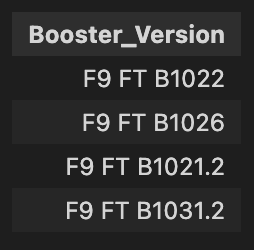 Booster_Version
F9 FT B1022
F9 FT B1026
F9 FT B1021.2
F9 FT B1031.2